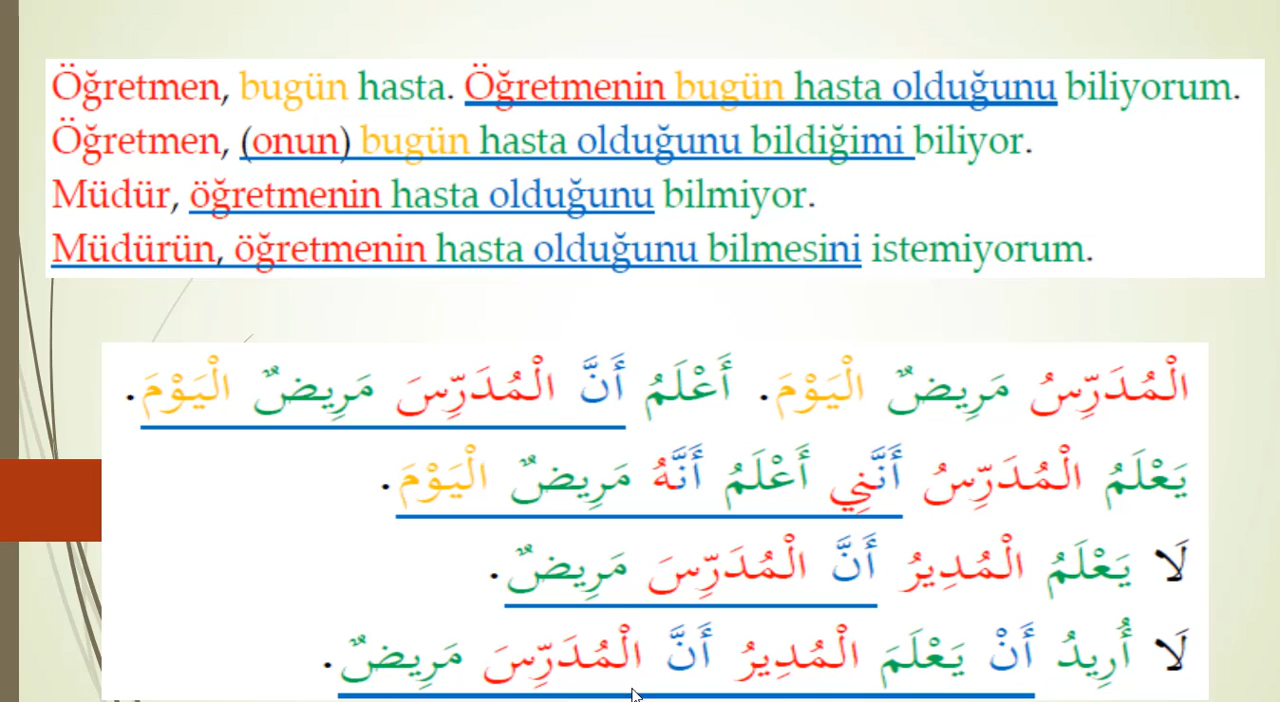 Öğretmen, bugün hasta. Öğretmenin bugün hasta olduğunu biliyorum.
Öğretmen, (onun) bugün hasta olduğunu bildiğimi biliyor.
Müdür, öğretmenin hasta olduğunu bilmiyor.
Müdürün, öğretmenin hasta olduğunu bilmesini istemiyorum.
الْمُدَرِّسُ مَرِيضٌ الْيَوْمَ. أَعْلَمُ أَنَّ الْمُدَرِّسَ مَرِيضٌ الْيَوْمَ.
يَعْلَمُ الْمُدَرِّسُ أَنَّنِي أَعْلَمُ أَنَّهُ مَرِيضٌ الْيَوْمَ.
لَا يَعْلَمُ الْمُدِيرُ أَنَّ الْمُدَرِّسَ مَرِيضٌ.
لَا أُرِيدُ أَنْ يَعْلَمَ الْمُدِيرُ أَنَّ الْمُدَرِّسَ مَرِيضٌ.